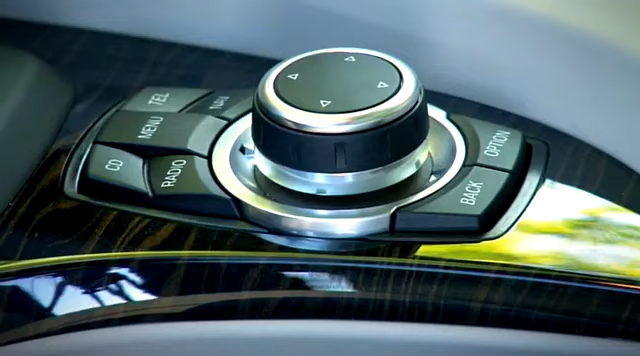 TEL
NAV
MENU
CD
RADIO
OPTION
BACK